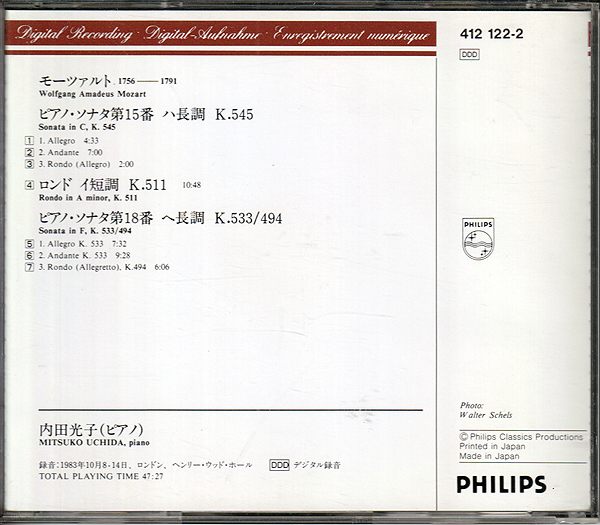 Digital Recording · Digital-Aufnahme · Enregistrement numérique
412 122-2
DDD
モーツァルト 1756——1791
Wolfgang Amadeus Mozart
ピアノ・ソナタ第15番 ハ長調 K.545
Sonata in C, K. 545
1 1. Allegro 4:33
2 2. Andante 7:00
3 3. Rondo (Allegro) 2:00
4 ロンド イ短調 K.511 10:48
Rondo in A minor, K. 511
ピアノ・ソナタ第18番 ヘ長調 K.533/494
Sonata in F, K. 533/494
5 1. Allegro K. 533 7:32
6 2. Andante K. 533 9:28
7 3. Rondo (Allegretto), K.494 6:06
PHILIPS
内田光子(ピアノ)
MITSUKO UCHIDA, piano
録音:1983年10月8-14日、ロンドン、ヘンリー・ウッド・ホール DDD デジタル録音
TOTAL PLAYING TIME 47:27
Photo:
Walter Schels
Ⓒ Philips Classics Productions
Printed in Japan
Made in Japan
PHILIPS